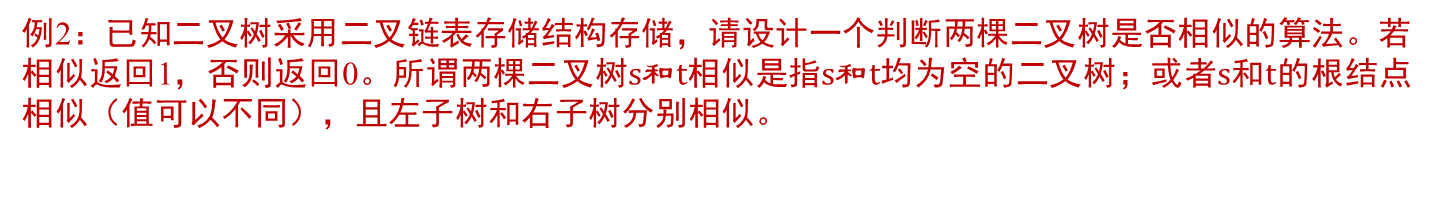 例2：已知二叉树采用二叉链表存储结构存储，请设计一个判断两棵二叉树是否相似的算法。若
相似返回1，否则返回0。所谓两棵二叉树s和t相似是指s和t均为空的二叉树；或者s和t的根结点
相似（值可以不同），且左子树和右子树分别相似。